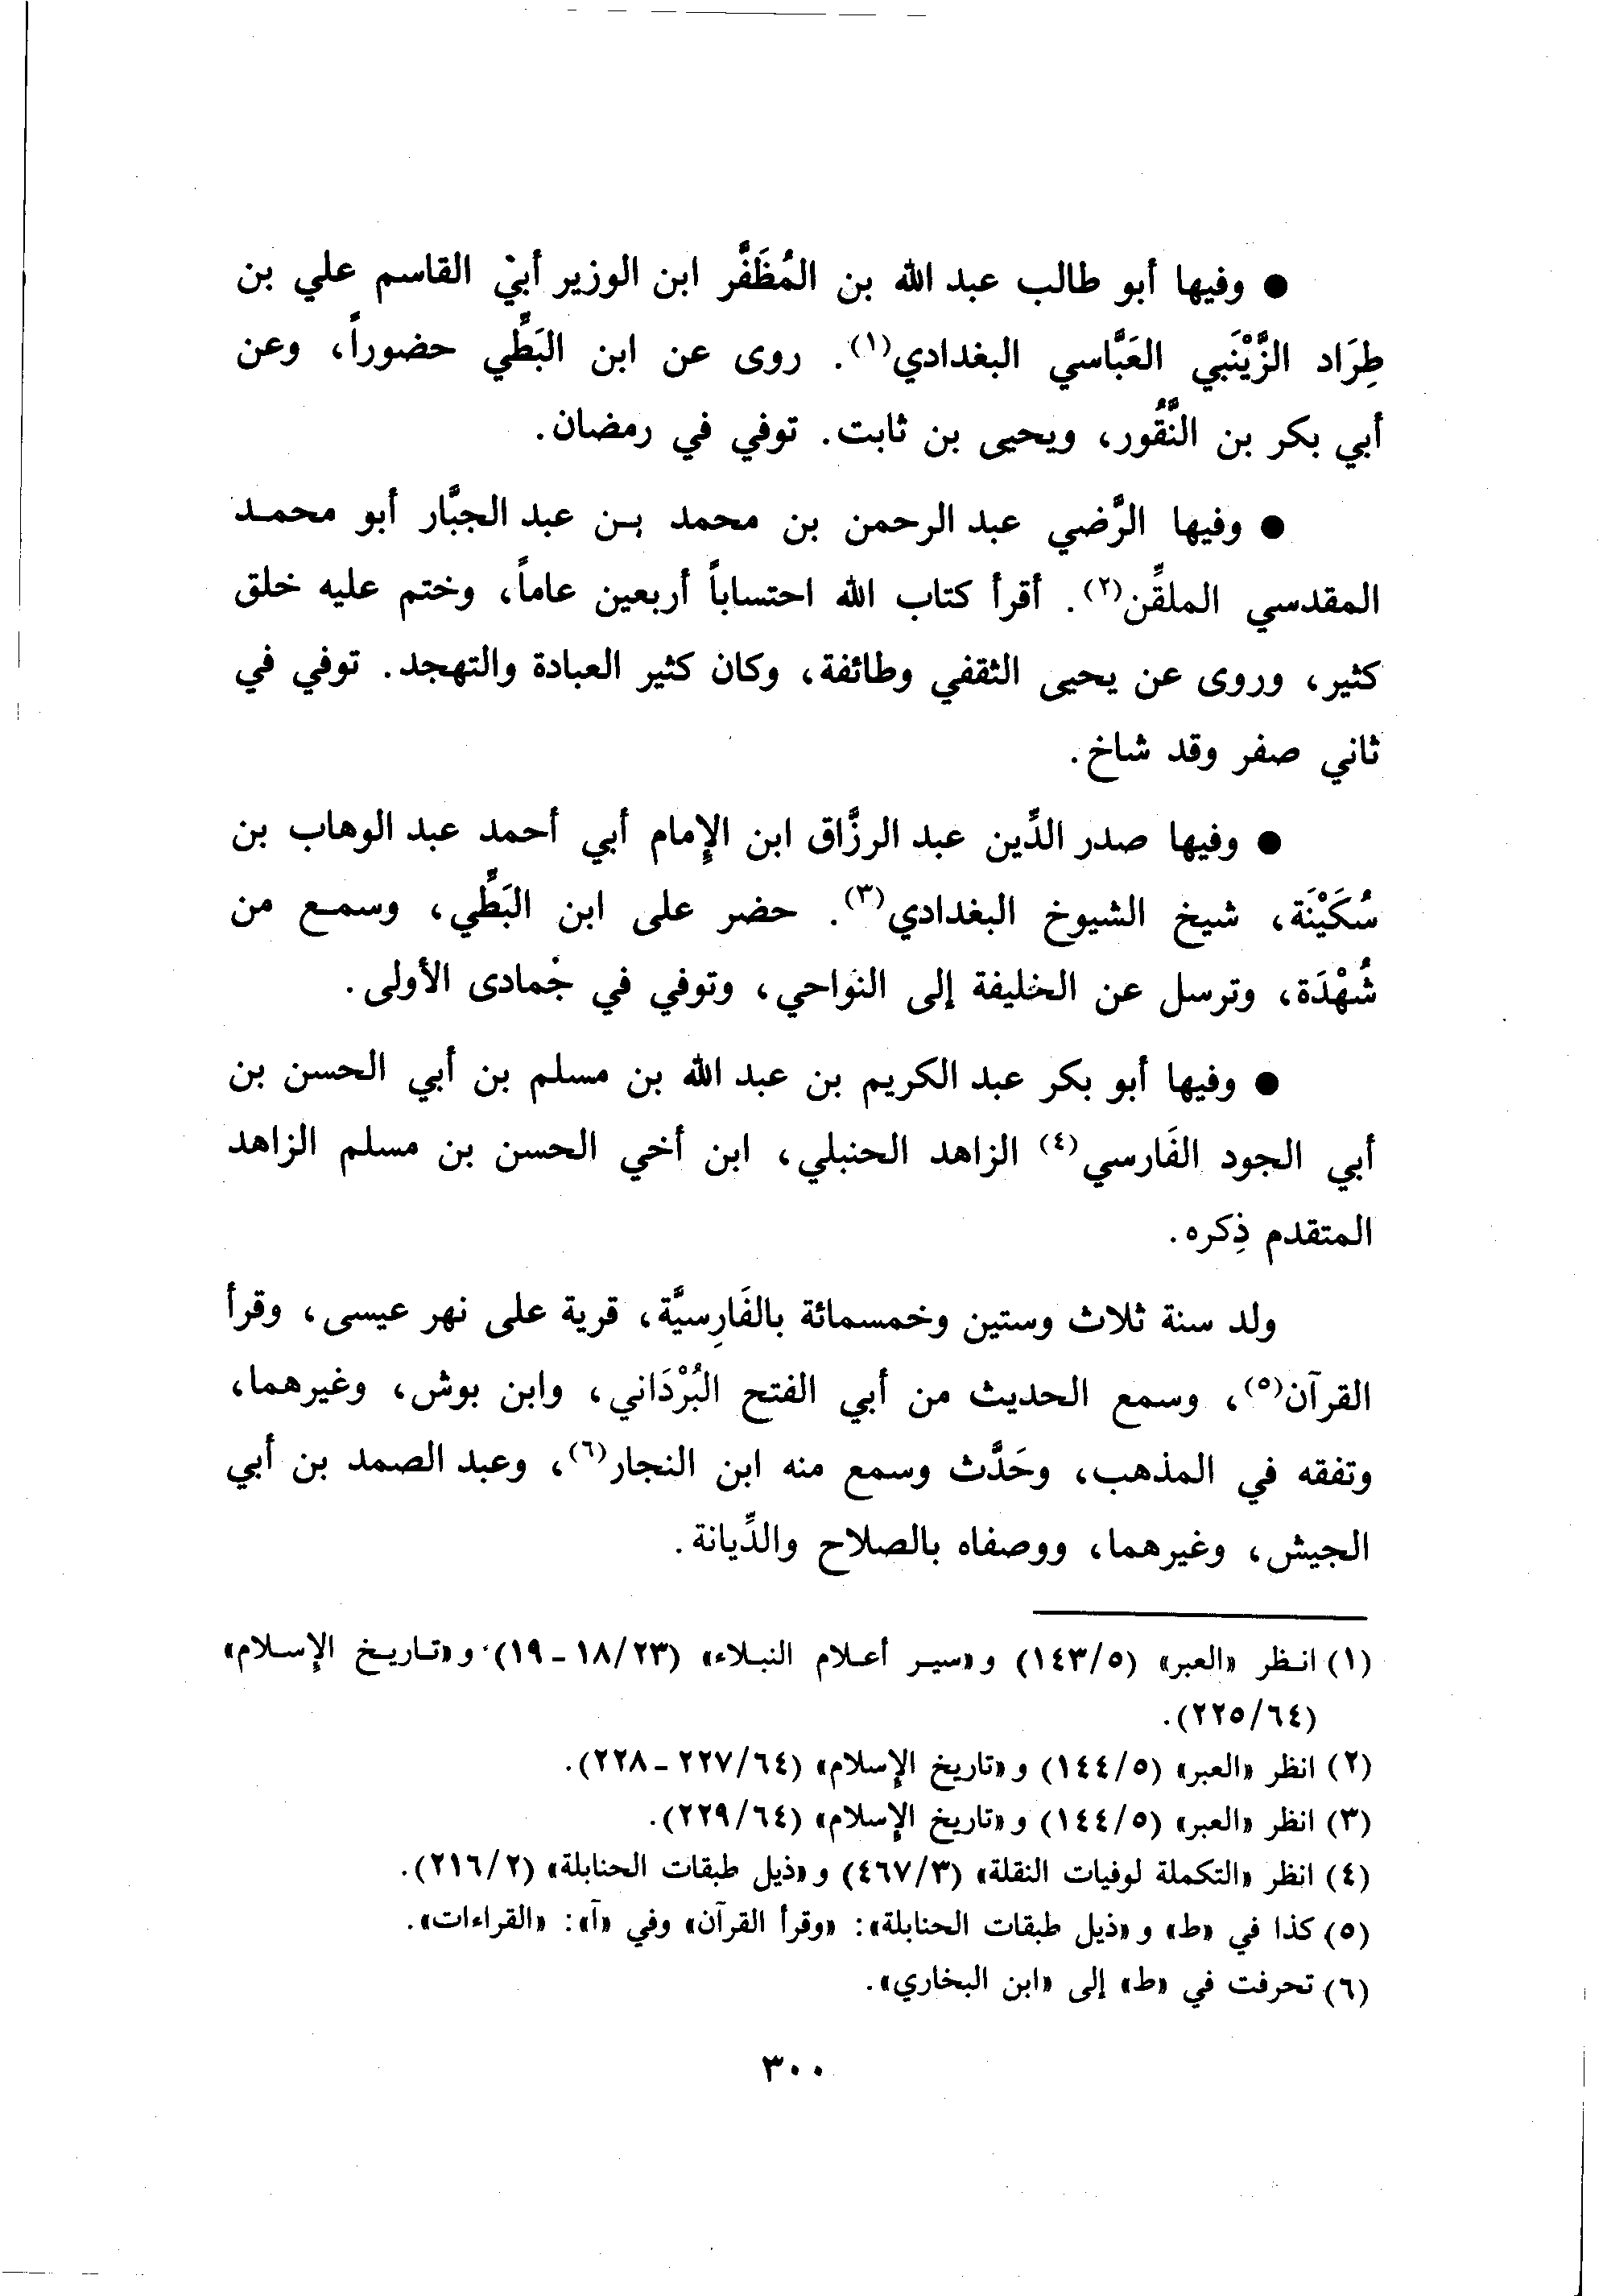 ● وفيها أبو طالب عبد الله بن المُظَفَّر ابن الوزير أبي القاسم علي بن
طِرَاد الزَّيْنَبي العَبَّاسي البغدادي(١). روى عن ابن البَطِّي حضوراً، وعن
أبي بكر بن النَّقُور، ويحيى بن ثابت. توفي في رمضان.
● وفيها الرَّضي عبد الرحمن بن محمد بن عبد الجبَّار أبو محمد
المقدسي الملقِّن(٢). أقرأ كتاب الله احتساباً أربعين عاماً، وختم عليه خلق
كثير، وروى عن يحيى الثقفي وطائفة، وكان كثير العبادة والتهجد. توفي في
ثاني صفر وقد شاخ.
● وفيها صدر الدِّين عبد الرزَّاق ابن الإِمام أبي أحمد عبد الوهاب بن
سُكَيْنَة، شيخ الشيوخ البغدادي(٣). حضر على ابن البَطِّي، وسمع من
شُهْدَة، وترسل عن الخليفة إلى النواحي، وتوفي في جُمادى الأولى.
● وفيها أبو بكر عبد الكريم بن عبد الله بن مسلم بن أبي الحسن بن
أبي الجود الفَارسي(٤) الزاهد الحنبلي، ابن أخي الحسن بن مسلم الزاهد
المتقدم ذِكره.
ولد سنة ثلاث وستين وخمسمائة بالفَارِسيَّة، قرية على نهر عيسى، وقرأ
القرآن(٥)، وسمع الحديث من أبي الفتح البُرْدَاني، وابن بوش، وغيرهما،
وتفقه في المذهب، وحَدَّث وسمع منه ابن النجار(٦)، وعبد الصمد بن أبي
الجيش، وغيرهما، ووصفاه بالصلاح والدِّيانة.
(١) انظر «العبر» (١٤٣/٥) و«سير أعلام النبلاء» (١٨/٢٣ - ١٩) و«تاريخ الإسلام»
(٢٢٥/٦٤).
(٢) انظر «العبر» (١٤٤/٥) و«تاريخ الإسلام» (٢٢٧/٦٤ - ٢٢٨).
(٣) انظر «العبر» (١٤٤/٥) و«تاريخ الإسلام» (٢٢٩/٦٤).
(٤) انظر «التكملة لوفيات النقلة» (٤٦٧/٣) و«ذيل طبقات الحنابلة» (٢١٦/٢).
(٥) كذا في «ط» و«ذيل طبقات الحنابلة»: «وقرأ القرآن» وفي «آ»: «القراءات».
(٦) تحرفت في «ط» إلى «ابن البخاري».
٣٠٠